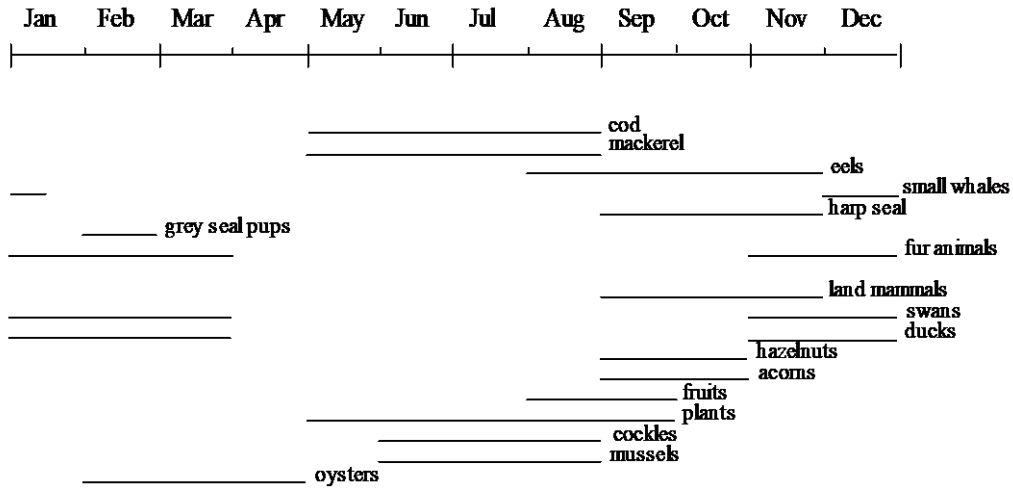 Jan Feb Mar Apr May Jun Jul Aug Sep Oct Nov Dec
cod
mackerel
eels
small whales
harp seal
grey seal pups
fur animals
land mammals
swans
ducks
hazelnuts
acorns
fruits
plants
cockles
mussels
oysters